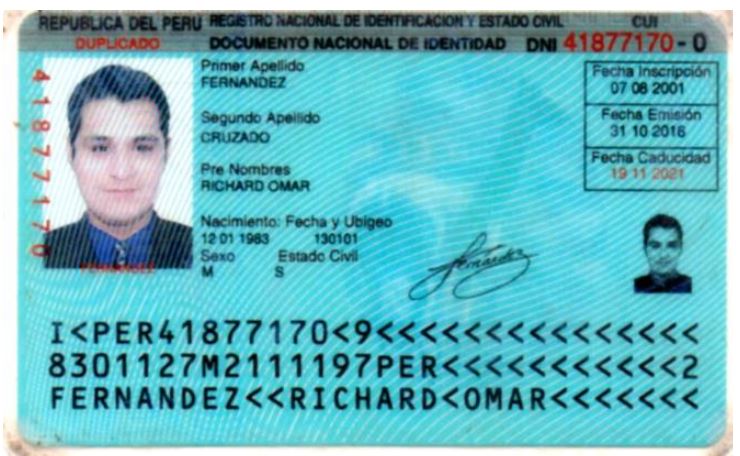 REPUBLICA DEL PERU REGISTRO NACIONAL DE IDENTIFICACION Y ESTADO CIVIL CUI
DUPLICADO DOCUMENTO NACIONAL DE IDENTIDAD DNI 41877170 - 0
Primer Apellido
FERNANDEZ
Segundo Apellido
CRUZADO
Pre Nombres
RICHARD OMAR
Nacimiento: Fecha y Ubigeo
12 01 1983 130101
Sexo Estado Civil
M S
Fecha Inscripción
07 08 2001
Fecha Emisión
31 10 2016
Fecha Caducidad
19 11 2021
41877170
FERNANDEZ
Fernandez
I<PER41877170<9<<<<<<<<<<<<<<<
8301127M2111197PER<<<<<<<<<<<2
FERNANDEZ<<RICHARD<OMAR<<<<<<<